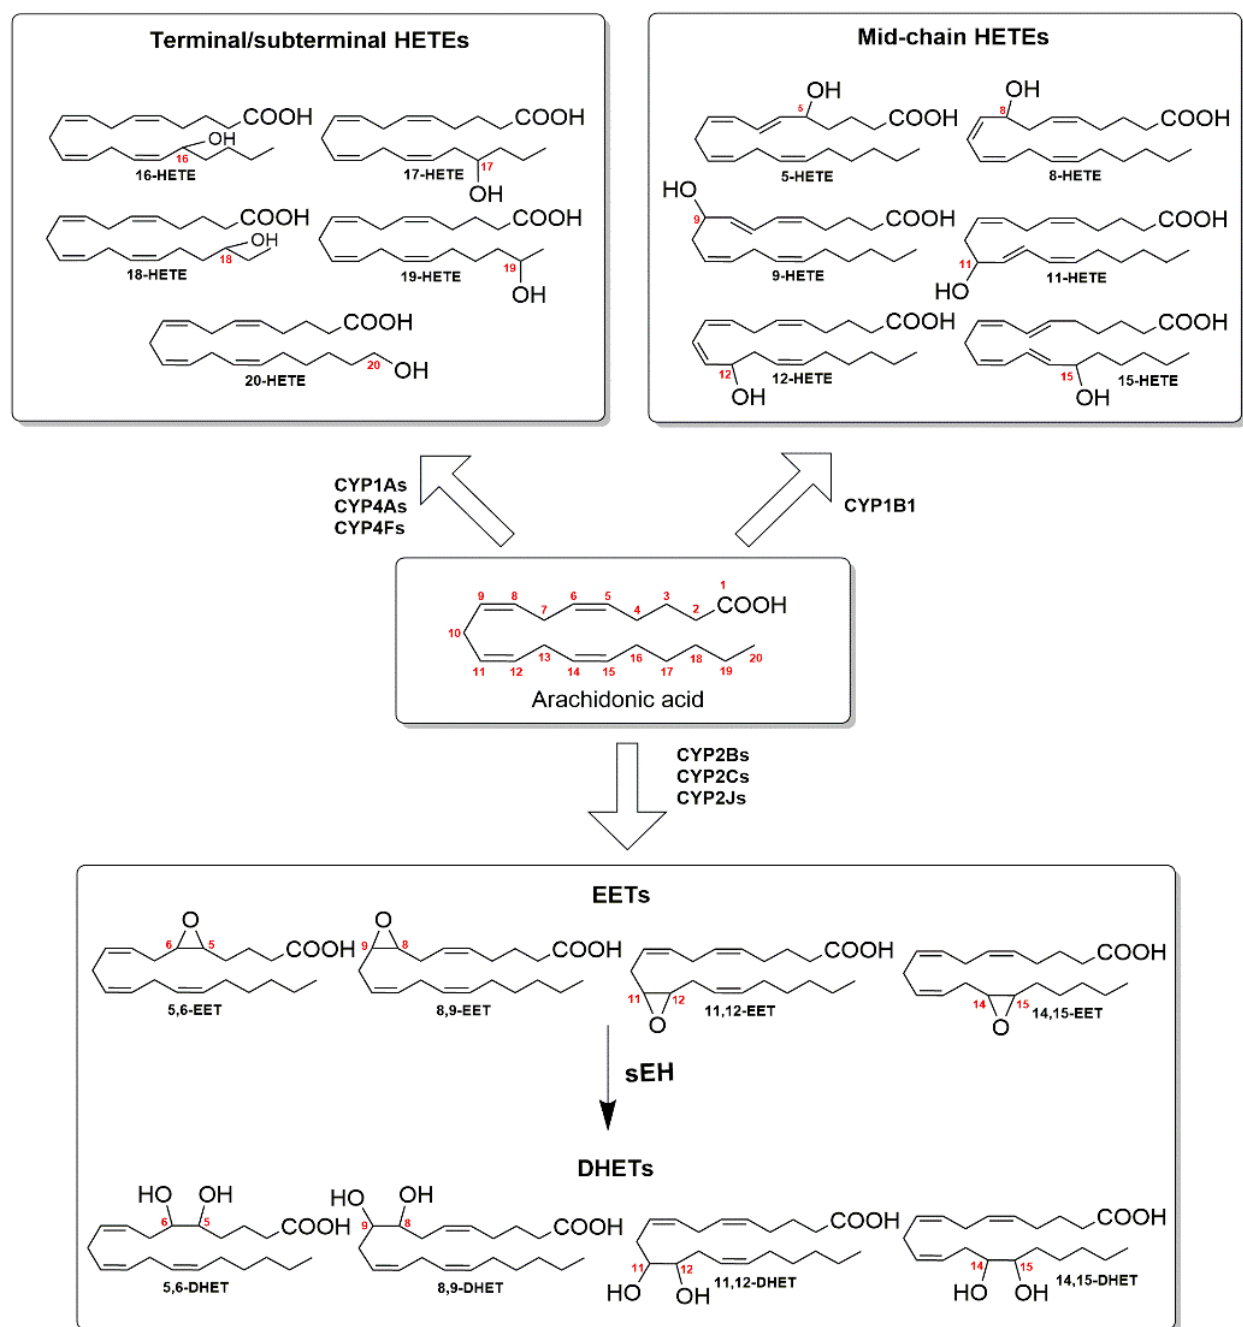 Terminal/subterminal HETEs
COOH
OH
16
16-HETE
COOH
17
OH
17-HETE
COOH
OH
18
18-HETE
COOH
19
OH
19-HETE
COOH
20
OH
20-HETE
Mid-chain HETEs
OH
5
COOH
5-HETE
OH
8
COOH
8-HETE
HO
9
COOH
9-HETE
COOH
11
HO
11-HETE
COOH
12
OH
12-HETE
COOH
15
OH
15-HETE
CYP1As
CYP4As
CYP4Fs
CYP1B1
1
9 8 6 5 3
COOH
7 4 2
10
13 16 18 20
11 12 14 15 17 19
Arachidonic acid
CYP2Bs
CYP2Cs
CYP2Js
EETs
O
6 5
COOH
5,6-EET
O
9 8
COOH
8,9-EET
COOH
11 12
O
11,12-EET
COOH
14 15
O
14,15-EET
sEH
DHETs
HO OH
6 5
COOH
5,6-DHET
HO OH
9 8
COOH
8,9-DHET
COOH
11 12
HO OH
11,12-DHET
COOH
14 15
HO OH
14,15-DHET